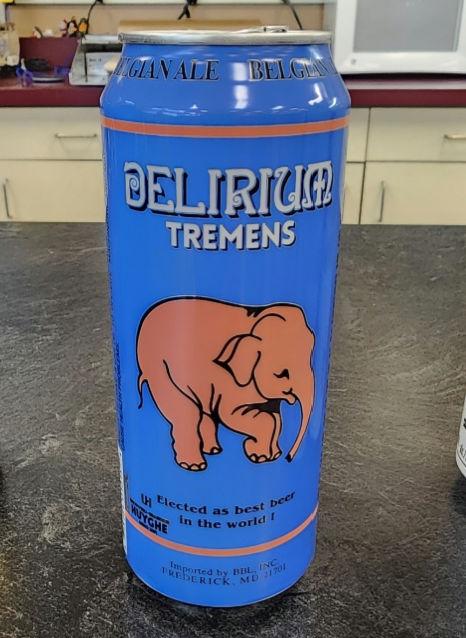 BELGIAN ALE BELGIAN
DELIRIUM
TREMENS
Elected as best beer
in the world !
HUYGHE
Imported by BBL, INC.
FREDERICK, MD 21701